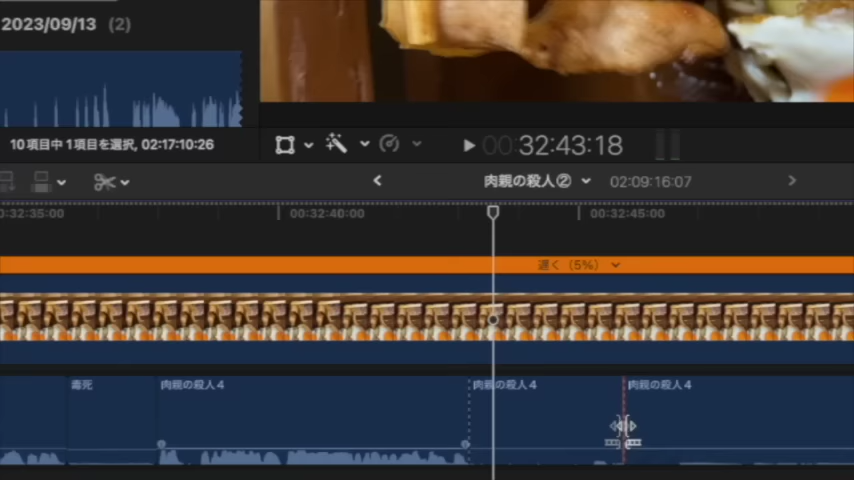 2023/09/13 (2)
10項目中1項目を選択, 02:17:10:26
00:32:43:18
肉親の殺人② 02:09:16:07
0:32:35:00 00:32:40:00 00:32:45:00
遅く (5%)
毒死 肉親の殺人4 肉親の殺人4 肉親の殺人4